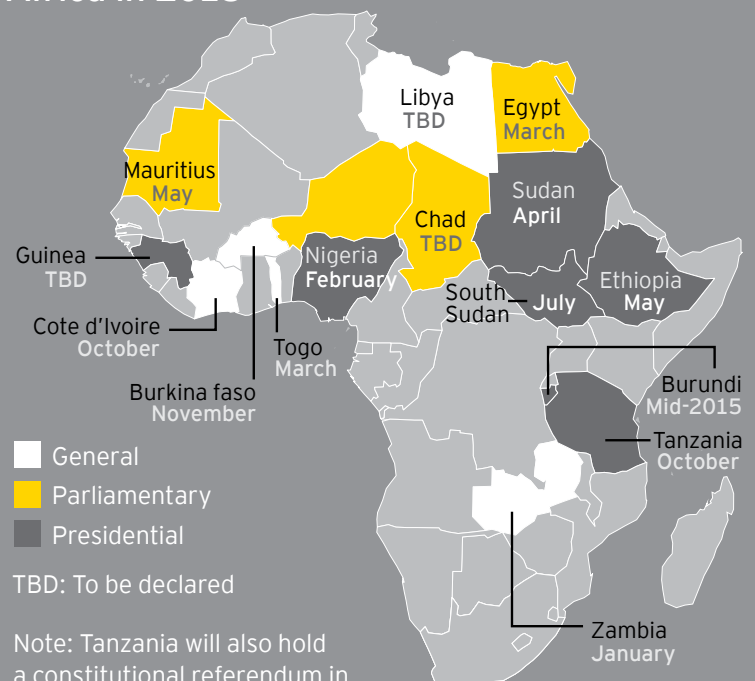 Libya
TBD
Egypt
March
Mauritius
May
Sudan
April
Chad
TBD
Guinea
TBD
Nigeria
February
Ethiopia
May
South
Sudan
July
Cote d'Ivoire
October
Togo
March
Burkina faso
November
Burundi
Mid-2015
Tanzania
October
General
Parliamentary
Presidential
TBD: To be declared
Zambia
January
Note: Tanzania will also hold
a constitutional referendum in